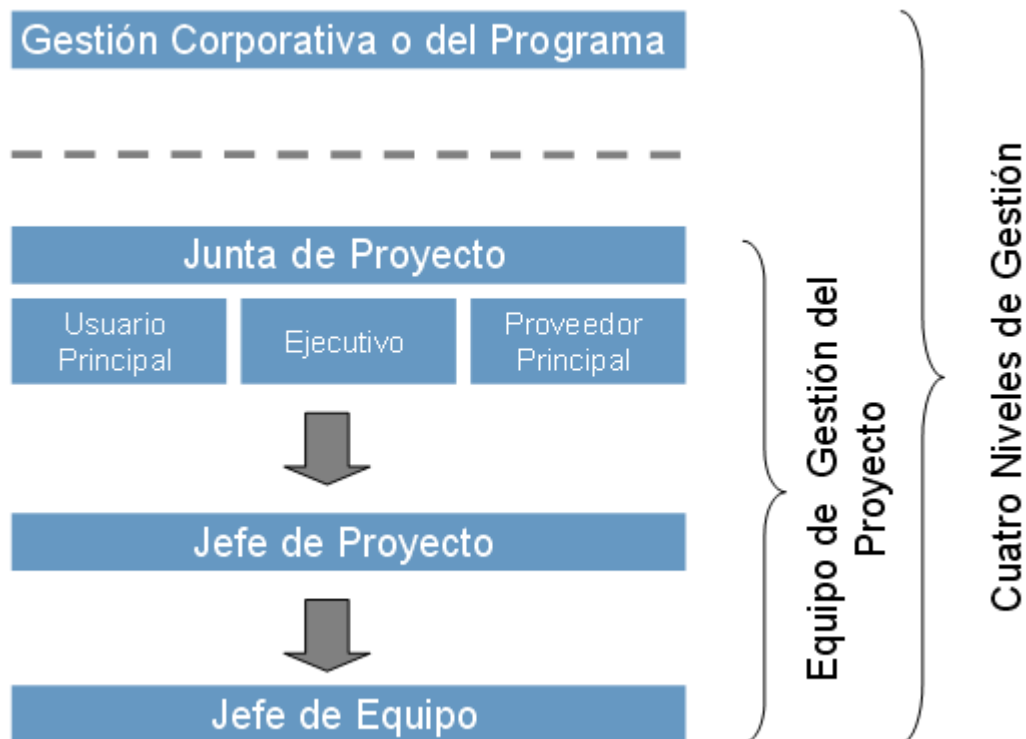 Gestión Corporativa o del Programa
Junta de Proyecto
Usuario
Principal
Ejecutivo
Proveedor
Principal
Jefe de Proyecto
Jefe de Equipo
Equipo de Gestión del
Proyecto
Cuatro Niveles de Gestión